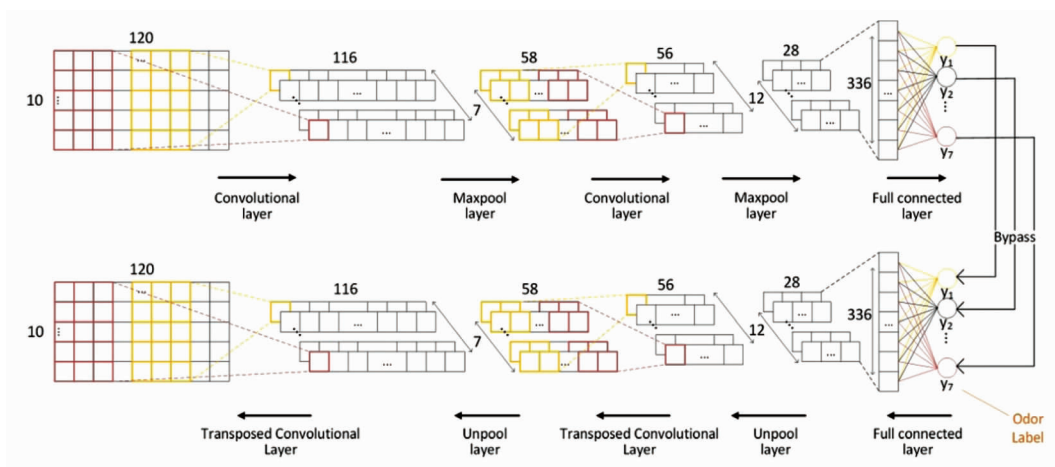 120
116
58
56
28
10
...
7
12
336
y1
y2
y7
Convolutional
layer
Maxpool
layer
Convolutional
layer
Maxpool
layer
Full connected
layer
Bypass
120
116
58
56
28
10
...
7
12
336
y1
y2
y7
Transposed Convolutional
Layer
Unpool
layer
Transposed Convolutional
Layer
Unpool
layer
Full connected
layer
Odor
Label